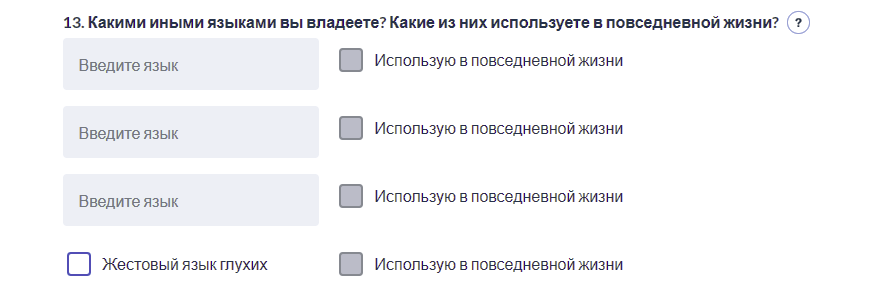 13. Какими иными языками вы владеете? Какие из них используете в повседневной жизни? ?
Введите язык Использую в повседневной жизни
Введите язык Использую в повседневной жизни
Введите язык Использую в повседневной жизни
Жестовый язык глухих Использую в повседневной жизни